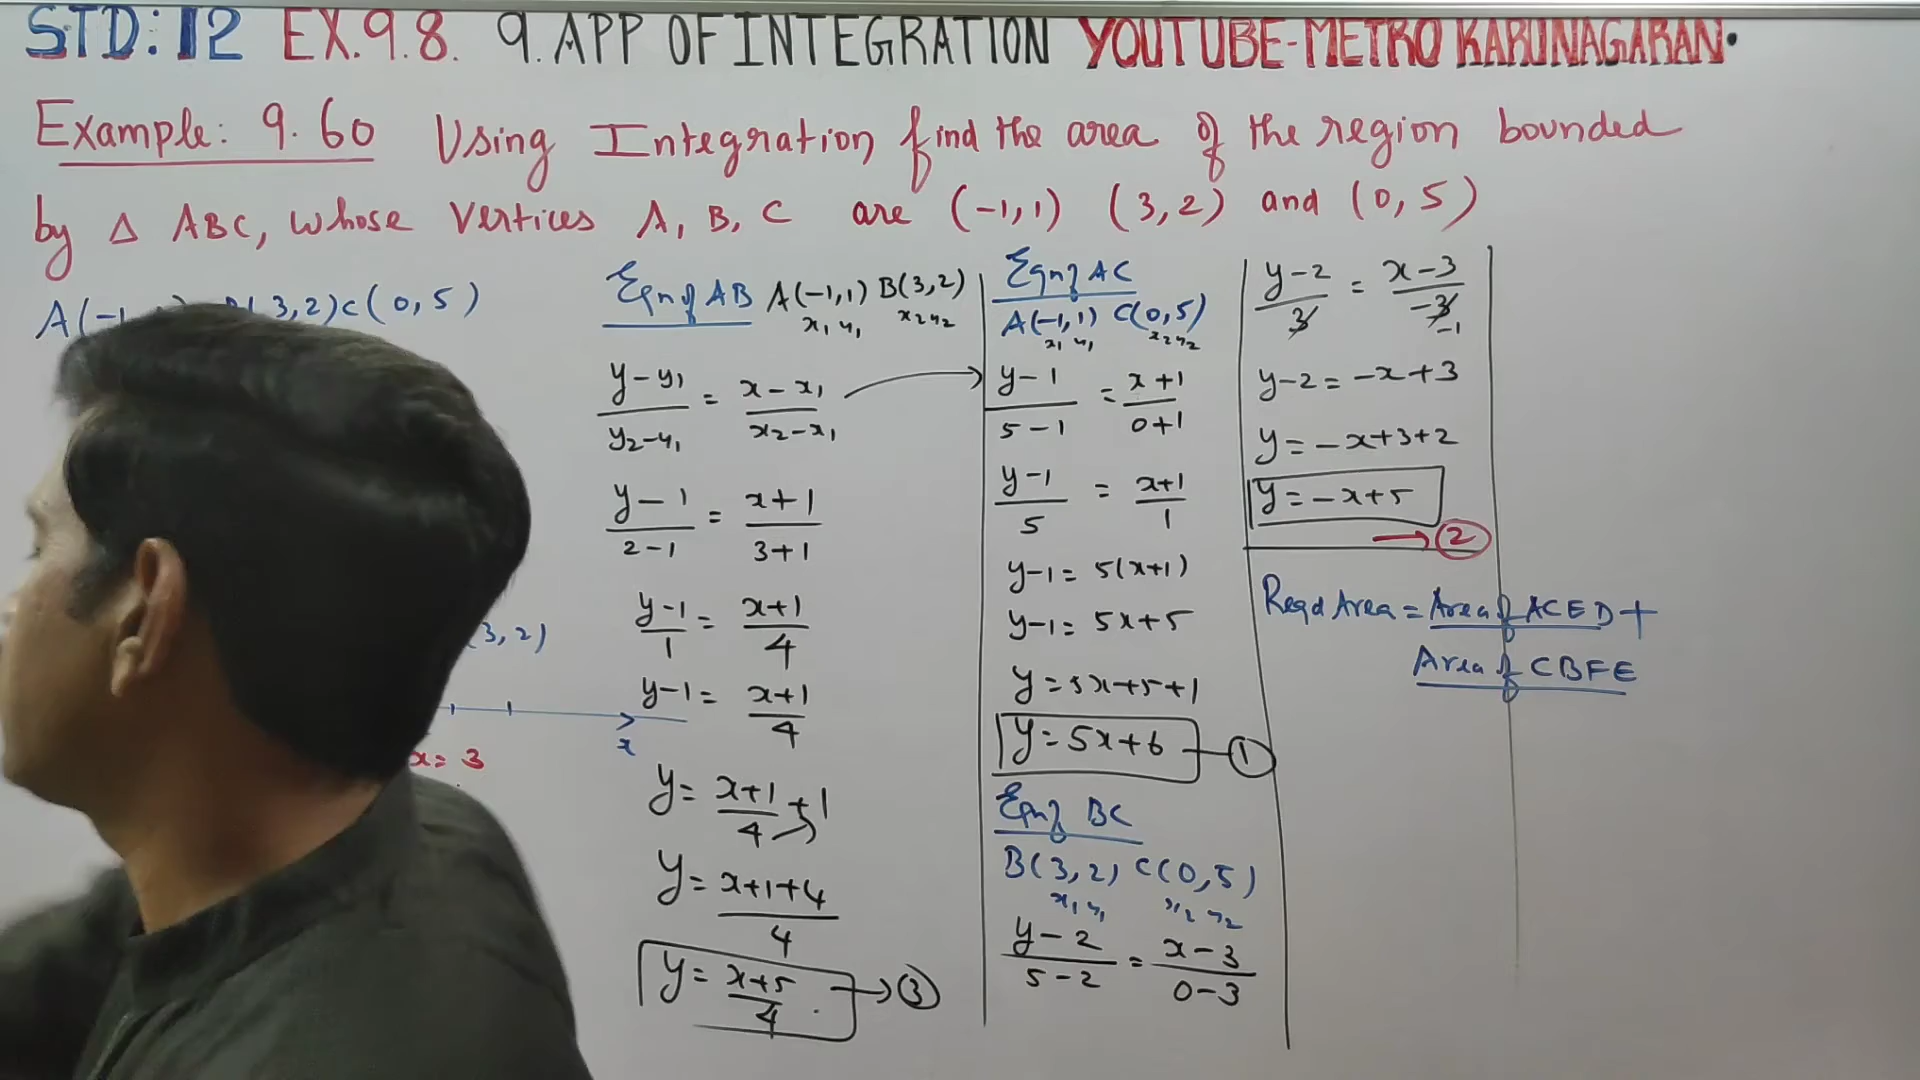 STD: 12 EX.9.8. 9. APP OF INTEGRATION YOUTUBE-METRO KARUNAGARAN.
Example: 9.60 Using Integration find the area of the region bounded
by Δ ABC, whose vertices A, B, C are (-1,1) (3,2) and (0,5)
A(-1, 3,2) C(0,5)
3,2)
x
x=3
Eqn of AB A(-1,1) B(3,2)
x₁ y₁ x₂ y₂
y-y₁/y₂-y₁ = x-x₁/x₂-x₁
y-1/2-1 = x+1/3+1
y-1/1 = x+1/4
y-1 = x+1/4
y = x+1/4 + 1
y = x+1+4/4
y = x+5/4 → ③
Eqn of AC
A(-1,1) C(0,5)
x₁ y₁ x₂ y₂
y-1/5-1 = x+1/0+1
y-1/5 = x+1/1
y-1 = 5(x+1)
y-1 = 5x+5
y = 5x+5+1
y = 5x+6 - ①
Eqn of BC
B(3,2) C(0,5)
x₁ y₁ x₂ y₂
y-2/5-2 = x-3/0-3
y-2/3 = x-3/-3
-1
y-2 = -x+3
y = -x+3+2
y = -x+5
→ ②
Reqd Area = Area of ACED +
Area of CBFE